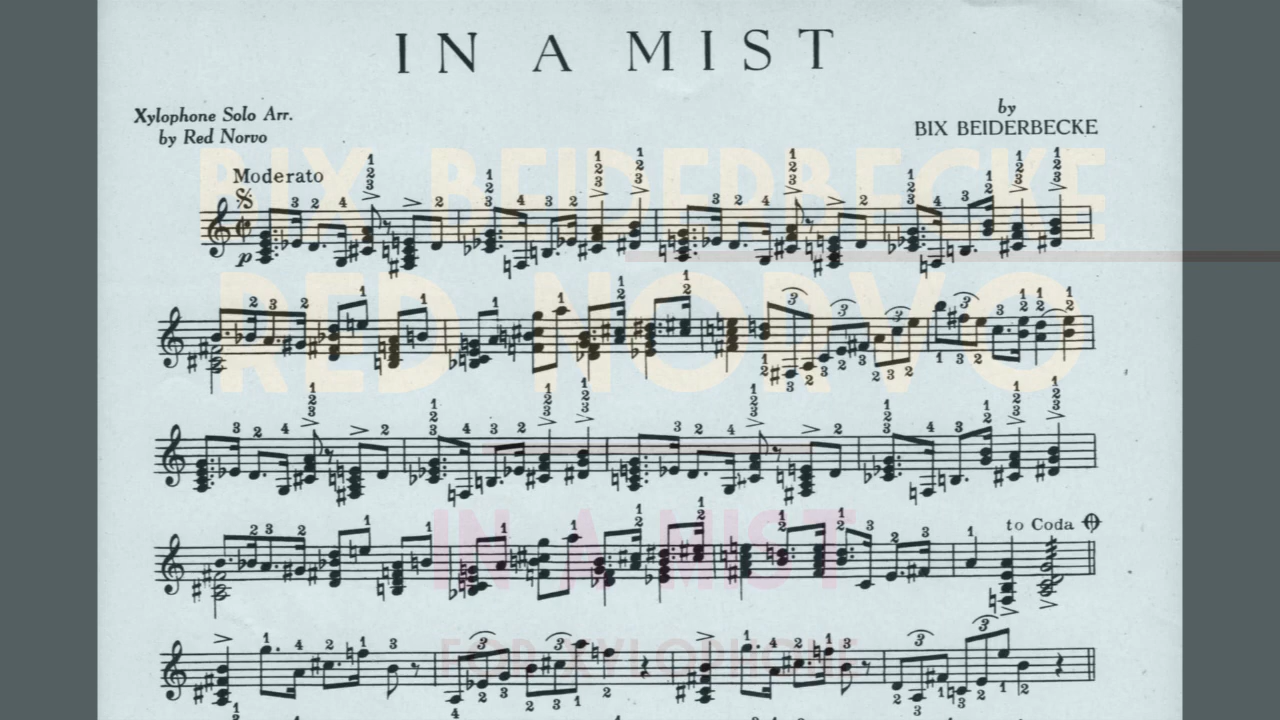 IN A MIST
Xylophone Solo Arr.
by Red Norvo
by
BIX BEIDERBECKE
Moderato
BIX BEIDERBECKE
RED NORVO
to Coda
IN A MIST
FOR XYLOPHONE